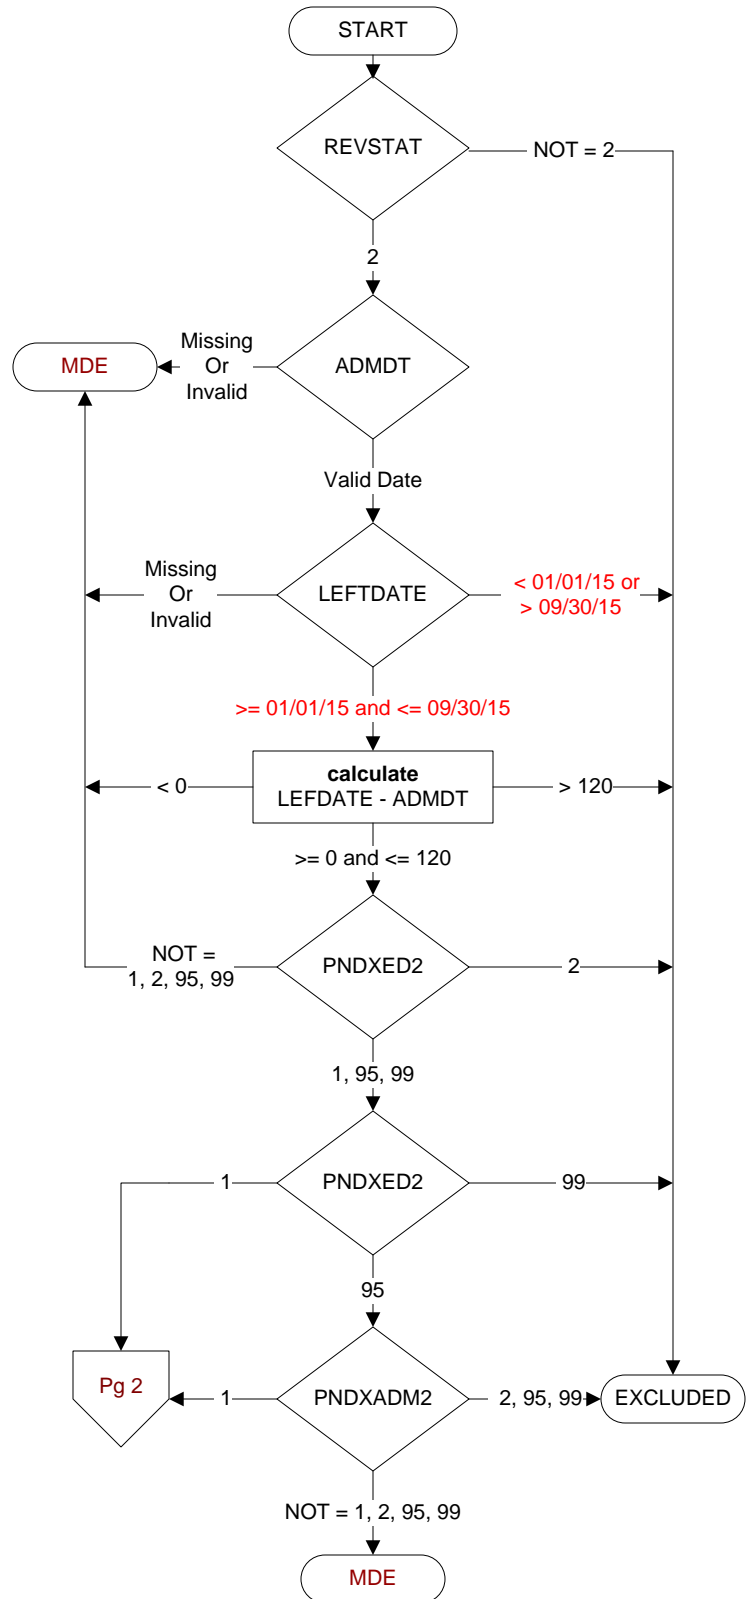 START
REVSTAT
NOT = 2
2
Missing
Or
Invalid
MDE
ADMDT
Valid Date
Missing
Or
Invalid
LEFTDATE
< 01/01/15 or
> 09/30/15
>= 01/01/15 and <= 09/30/15
calculate
LEFDATE - ADMDT
< 0
> 120
>= 0 and <= 120
NOT =
1, 2, 95, 99
PNDXED2
2
1, 95, 99
1
PNDXED2
99
95
Pg 2
1
PNDXADM2
2, 95, 99
EXCLUDED
NOT = 1, 2, 95, 99
MDE